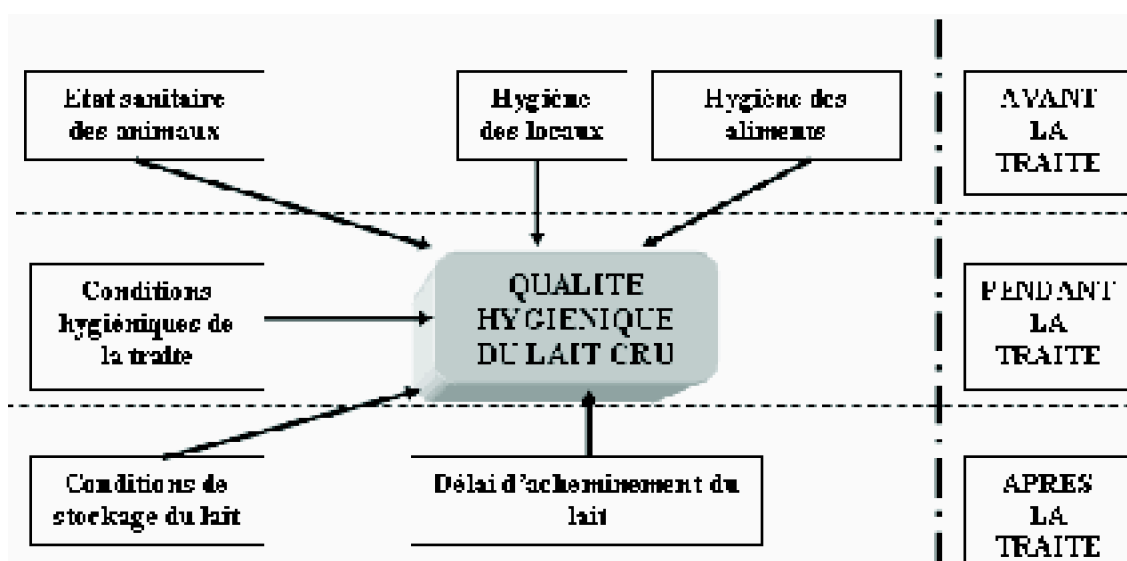 Etat sanitaire
des animaux
Hygiène
des locaux
Hygiène des
aliments
AVANT
LA
TRAITE
Conditions
hygiéniques de
la traite
QUALITE
HYGIENIQUE
DU LAIT CRU
PENDANT
LA
TRAITE
Conditions de
stockage du lait
Délai d'acheminement du
lait
APRES
LA
TRAITE